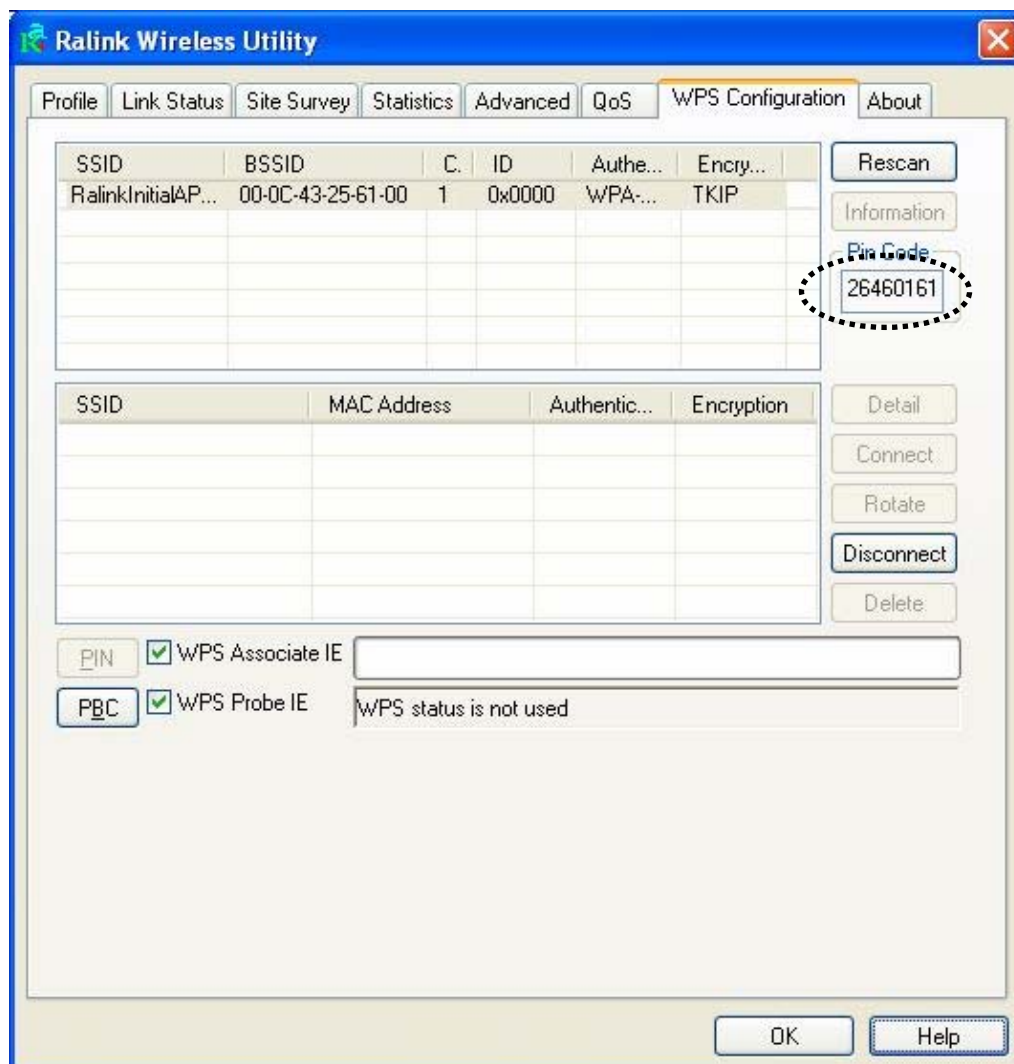 Ralink Wireless Utility
Profile Link Status Site Survey Statistics Advanced QoS WPS Configuration About
SSID BSSID C. ID Authe... Encry... Rescan
RalinkInitialAP... 00-0C-43-25-61-00 1 0x0000 WPA-... TKIP
Information
Pin Code
26460161
SSID MAC Address Authentic... Encryption Detail
Connect
Rotate
Disconnect
Delete
PIN WPS Associate IE
PBC WPS Probe IE WPS status is not used
OK Help